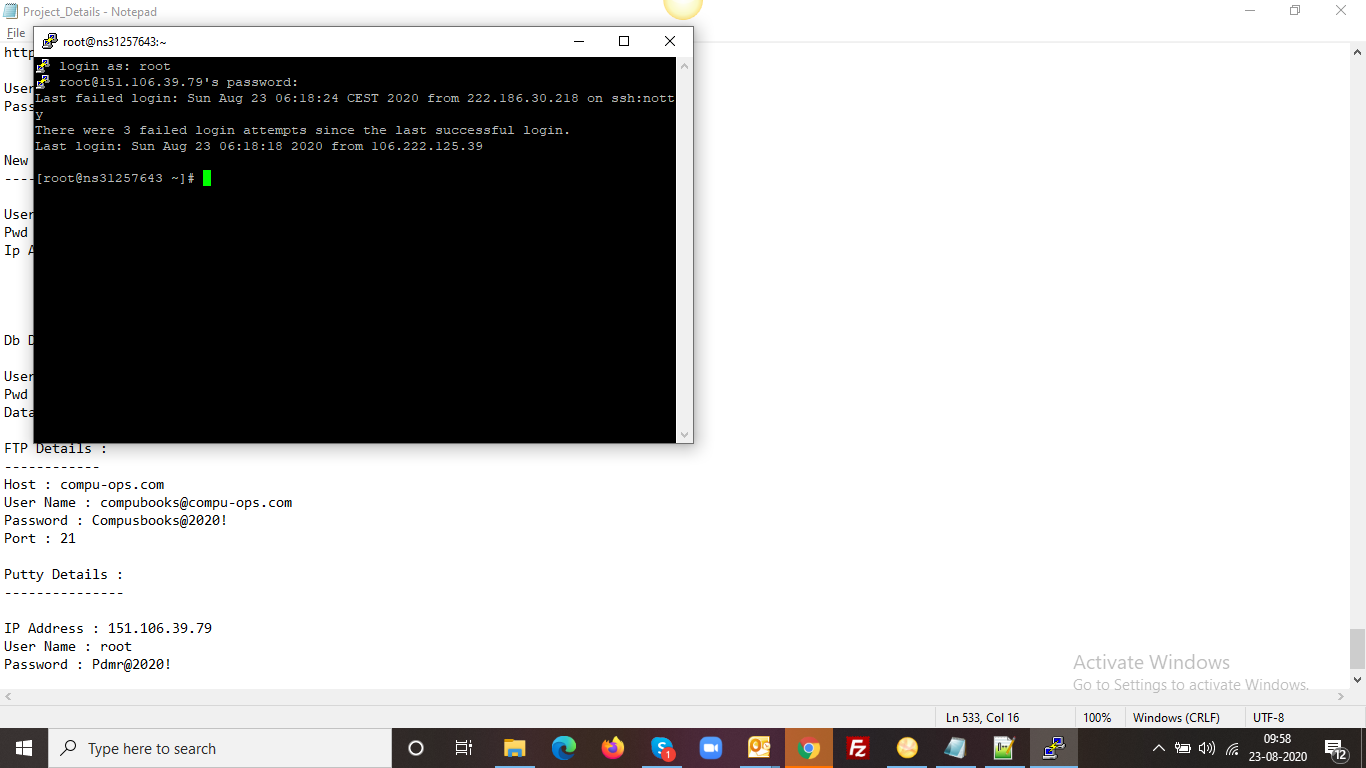 Project_Details - Notepad
File
http
root@ns31257643:~
login as: root
root@151.106.39.79's password:
Last failed login: Sun Aug 23 06:18:24 CEST 2020 from 222.186.30.218 on ssh:nott
y
There were 3 failed login attempts since the last successful login.
Last login: Sun Aug 23 06:18:18 2020 from 106.222.125.39
[root@ns31257643 ~]#
User
Pass
New
----
User
Pwd
Ip A
Db D
User
Pwd
Data
FTP Details :
------------
Host : compu-ops.com
User Name : compubooks@compu-ops.com
Password : Compusbooks@2020!
Port : 21
Putty Details :
---------------
IP Address : 151.106.39.79
User Name : root
Password : Pdmr@2020!
Activate Windows
Go to Settings to activate Windows.
Ln 533, Col 16
100%
Windows (CRLF)
UTF-8
Type here to search
1
09:58
23-08-2020
12